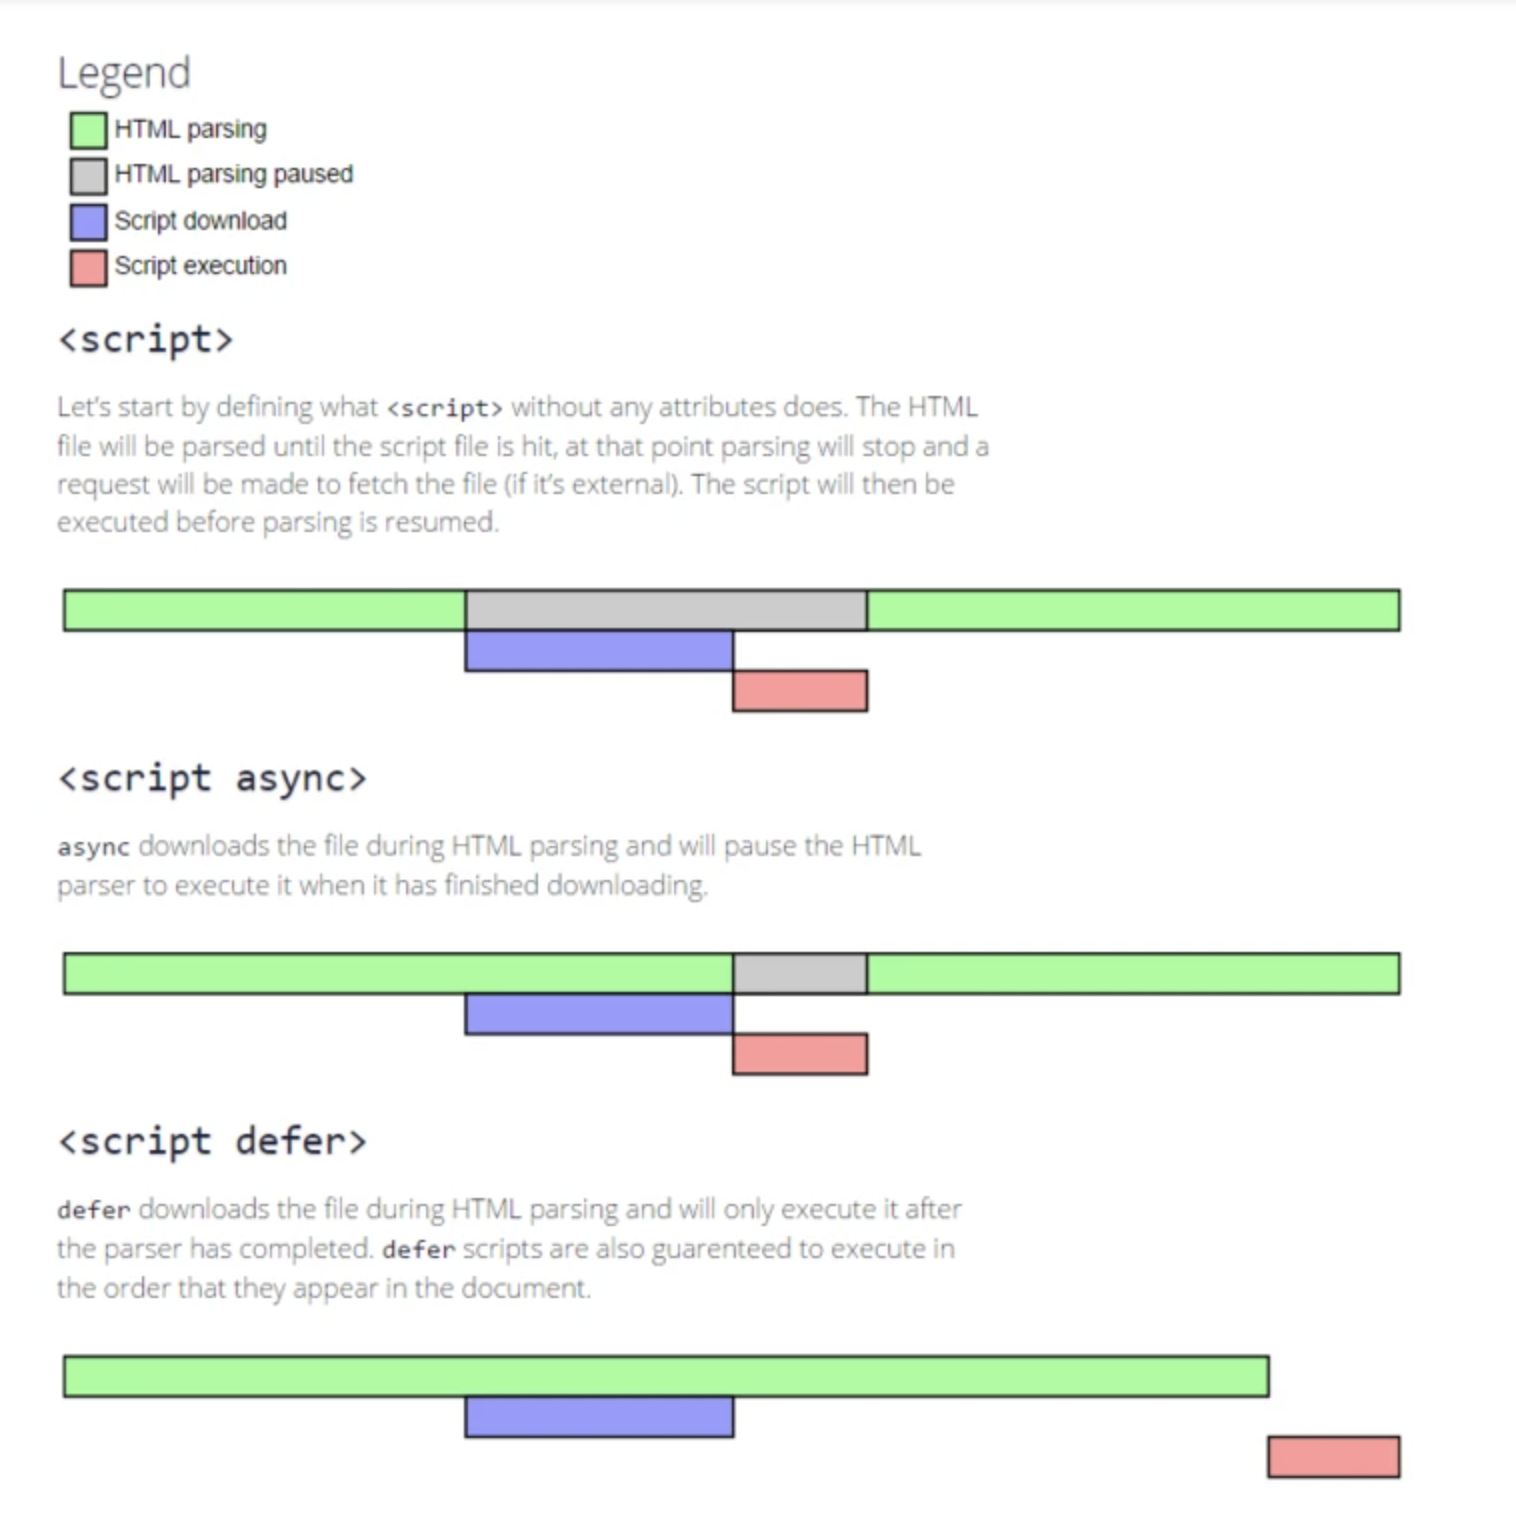 Legend
HTML parsing
HTML parsing paused
Script download
Script execution
<script>
Let's start by defining what <script> without any attributes does. The HTML
file will be parsed until the script file is hit, at that point parsing will stop and a
request will be made to fetch the file (if it's external). The script will then be
executed before parsing is resumed.
<script async>
async downloads the file during HTML parsing and will pause the HTML
parser to execute it when it has finished downloading.
<script defer>
defer downloads the file during HTML parsing and will only execute it after
the parser has completed. defer scripts are also guarenteed to execute in
the order that they appear in the document.